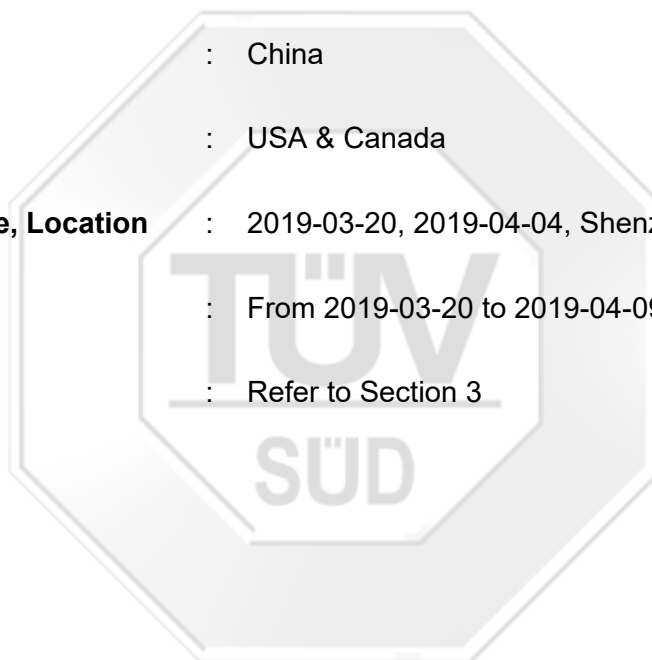 : China
: USA & Canada
e, Location : 2019-03-20, 2019-04-04, Shenz
: From 2019-03-20 to 2019-04-09
: Refer to Section 3
TÜV
SÜD